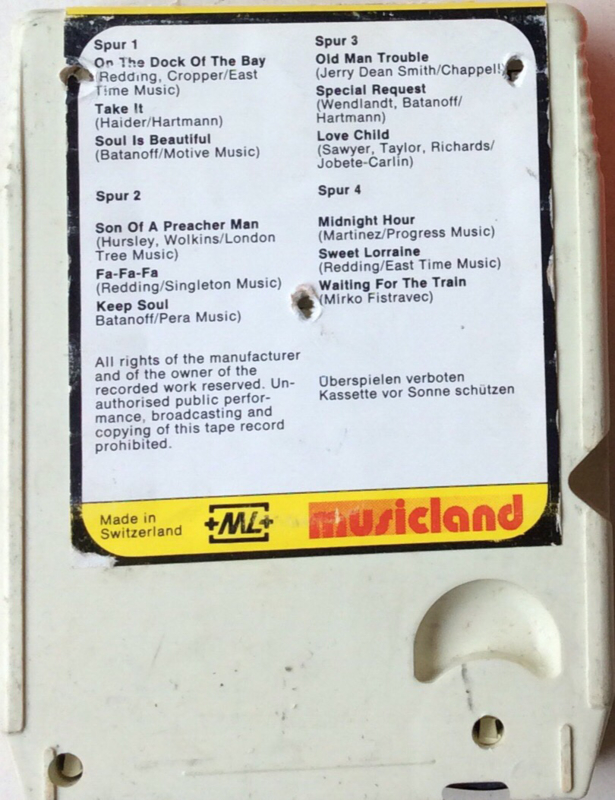 Spur 1
On The Dock Of The Bay
(Redding, Cropper/East
Time Music)
Take It
(Haider/Hartmann)
Soul Is Beautiful
(Batanoff/Motive Music)
Spur 2
Son Of A Preacher Man
(Hursley, Wolkins/London
Tree Music)
Fa-Fa-Fa
(Redding/Singleton Music)
Keep Soul
Batanoff/Pera Music)
All rights of the manufacturer
and of the owner of the
recorded work reserved. Un-
authorised public perfor-
mance, broadcasting and
copying of this tape record
prohibited.
Spur 3
Old Man Trouble
(Jerry Dean Smith/Chappell)
Special Request
(Wendlandt, Batanoff/
Hartmann)
Love Child
(Sawyer, Taylor, Richards/
Jobete-Carlin)
Spur 4
Midnight Hour
(Martinez/Progress Music)
Sweet Lorraine
(Redding/East Time Music)
Waiting For The Train
(Mirko Fistravec)
Überspielen verboten
Kassette vor Sonne schützen
Made in
Switzerland
+ML+
musicland